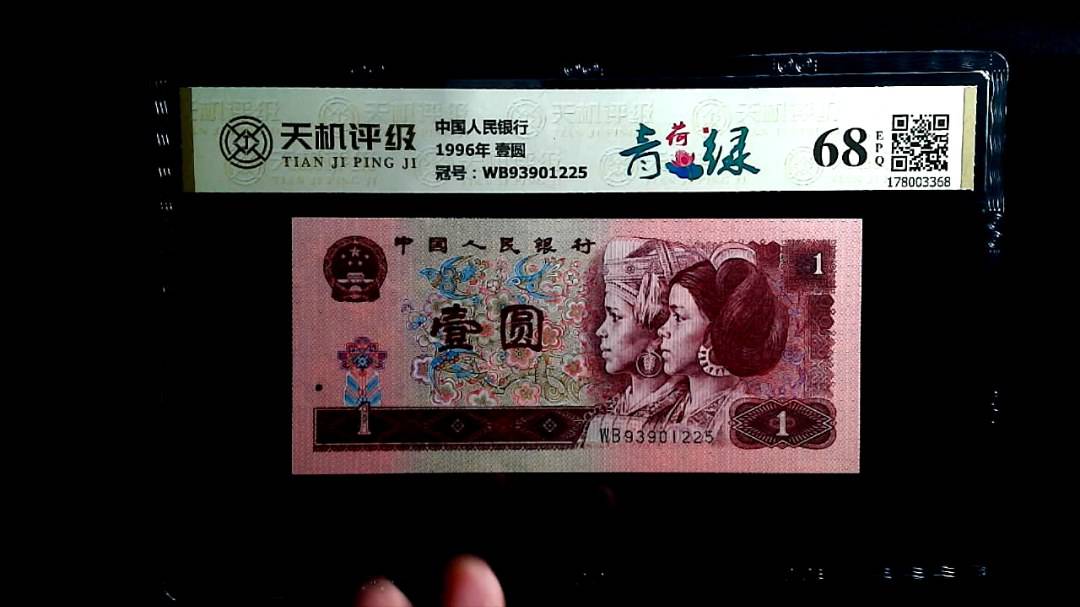 天机评级
TIAN JI PING JI
中国人民银行
1996年 壹圆
冠号：WB93901225
青荷绿
68
EPQ
178003368
中国人民银行
壹圆
1
1
WB93901225
1